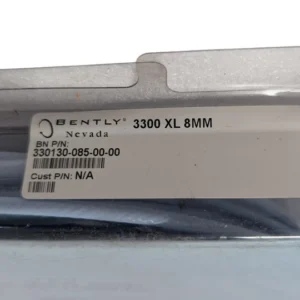 BENTLY®
Nevada
3300 XL 8MM
BN P/N:
330130-085-00-00
Cust P/N: N/A